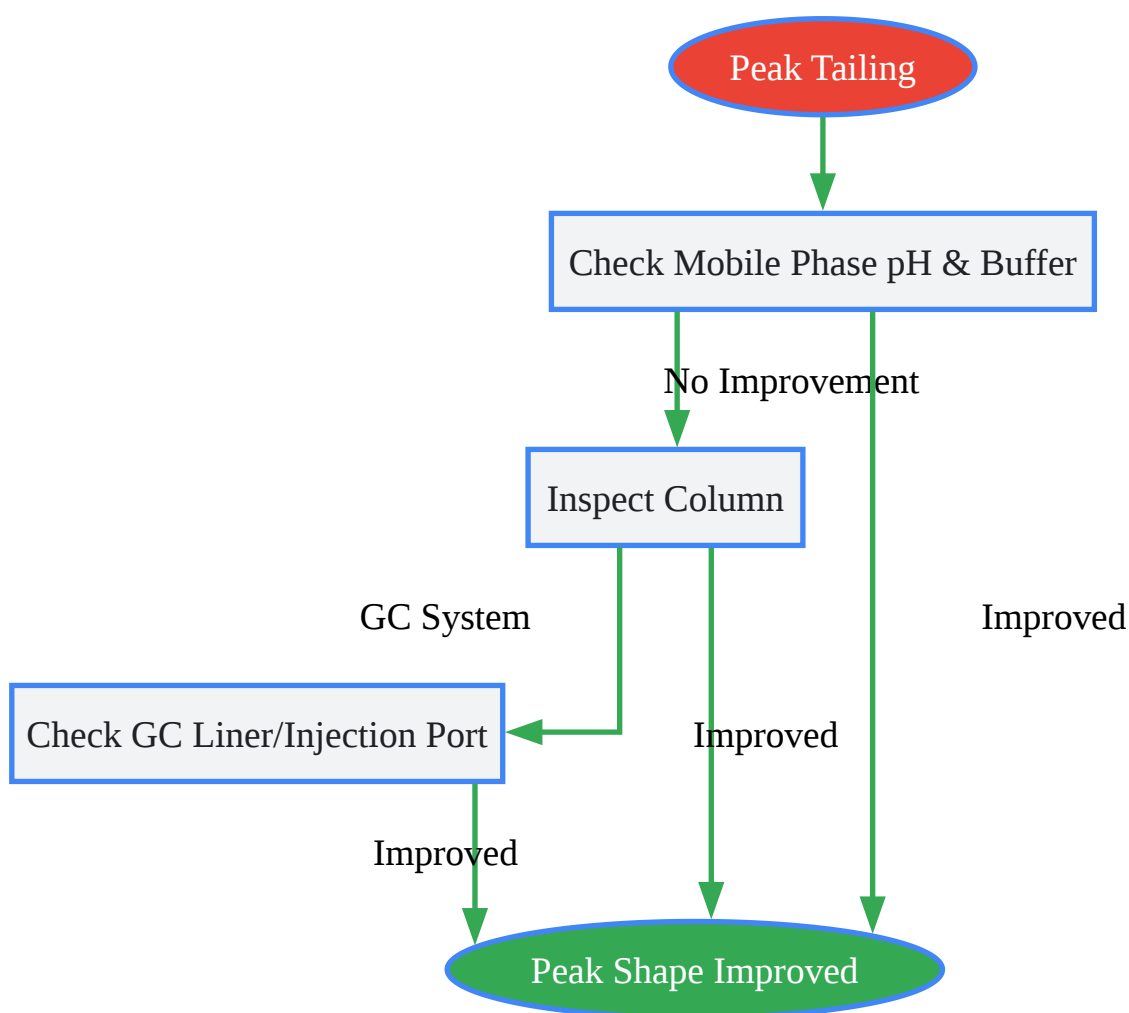 Peak Tailing
Check Mobile Phase pH & Buffer
No Improvement
Inspect Column
GC System
Improved
Check GC Liner/Injection Port
Improved
Improved
Peak Shape Improved